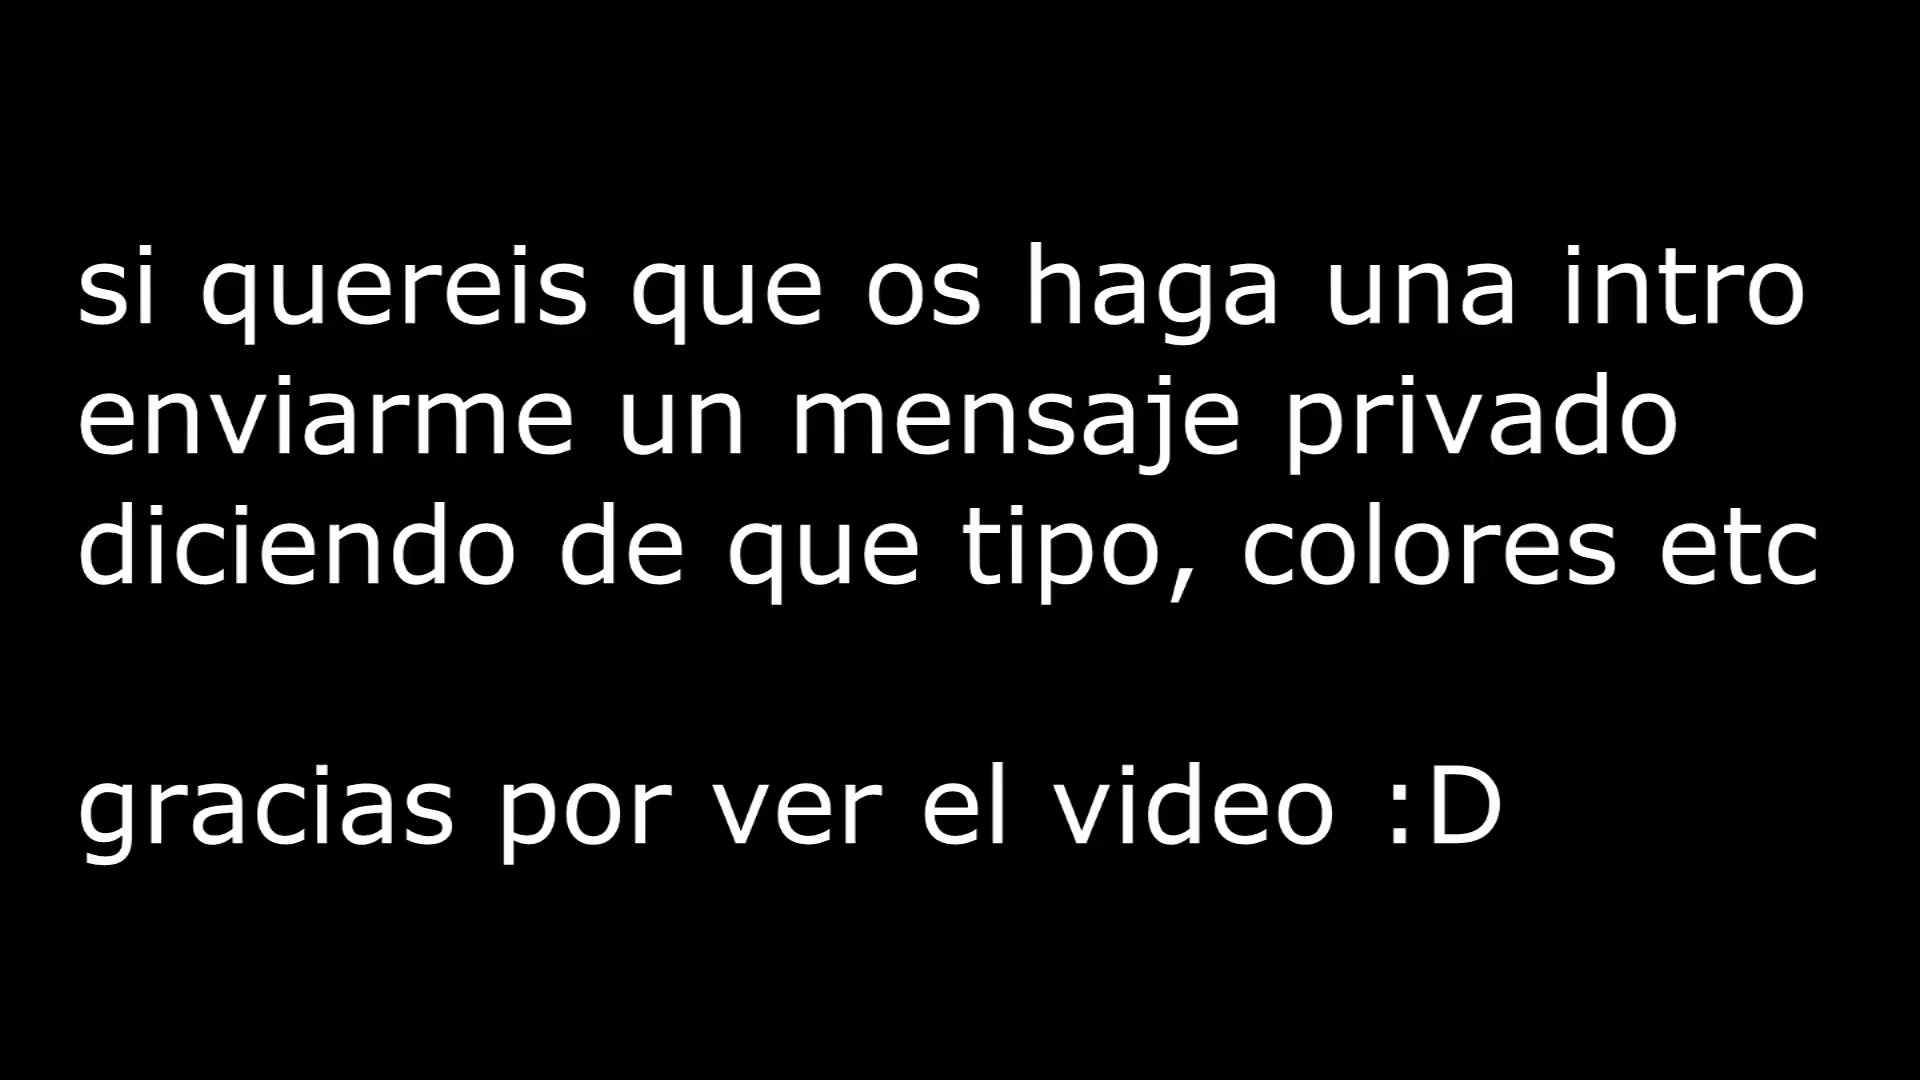 si quereis que os haga una intro
enviarme un mensaje privado
diciendo de que tipo, colores etc
gracias por ver el video :D